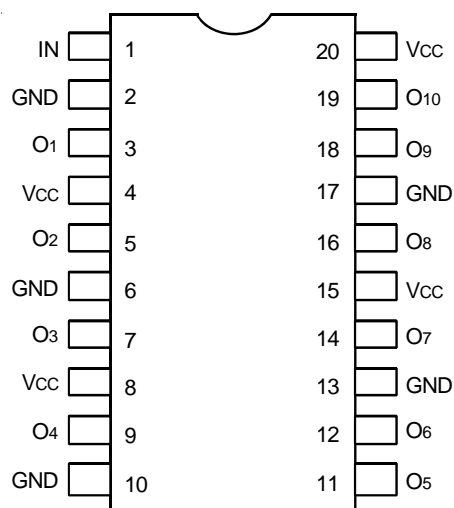 IN 1 20 VCC
GND 2 19 O10
O1 3 18 O9
VCC 4 17 GND
O2 5 16 O8
GND 6 15 VCC
O3 7 14 O7
VCC 8 13 GND
O4 9 12 O6
GND 10 11 O5